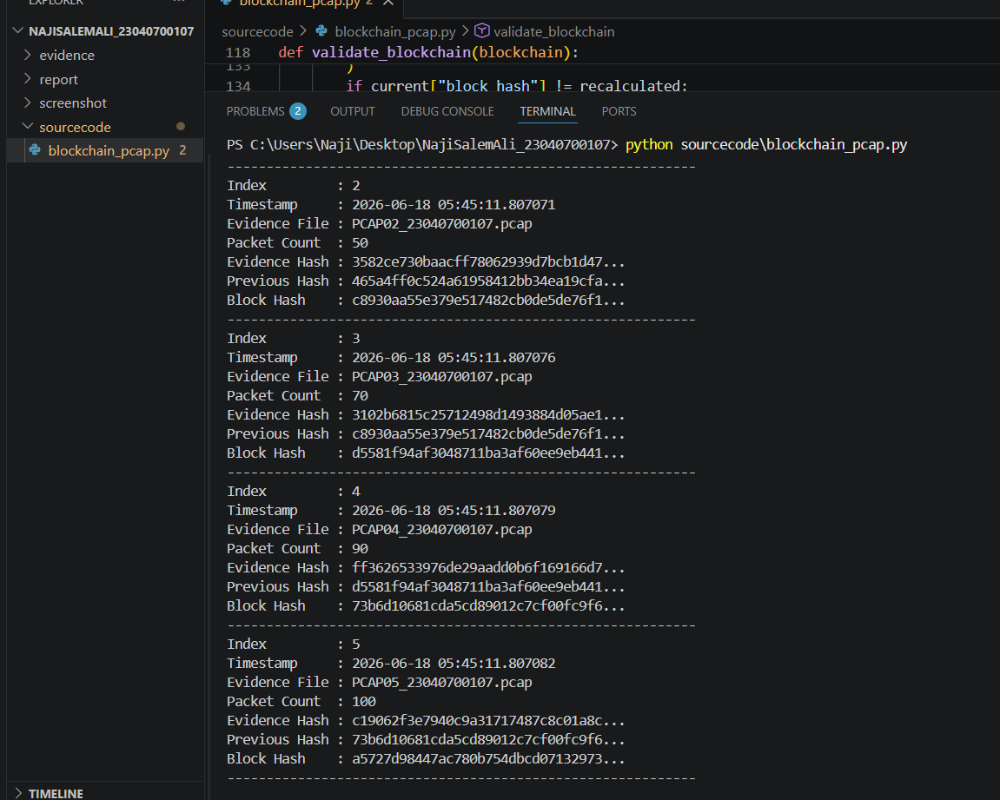 EXPLORER
NAJISALEMALI_23040700107
evidence
report
screenshot
sourcecode
blockchain_pcap.py 2
TIMELINE
blockchain_pcap.py 2
sourcecode > blockchain_pcap.py > validate_blockchain
118 def validate_blockchain(blockchain):
133 )
134 if current["block_hash"] != recalculated:
PROBLEMS 2 OUTPUT DEBUG CONSOLE TERMINAL PORTS
PS C:\Users\Naji\Desktop\NajiSalemAli_23040700107> python sourcecode\blockchain_pcap.py
------------------------------------------------------------
Index : 2
Timestamp : 2026-06-18 05:45:11.807071
Evidence File : PCAP02_23040700107.pcap
Packet Count : 50
Evidence Hash : 3582ce730baacff78062939d7bcb1d47...
Previous Hash : 465a4ff0c524a61958412bb34ea19cfa...
Block Hash : c8930aa55e379e517482cb0de5de76f1...
------------------------------------------------------------
Index : 3
Timestamp : 2026-06-18 05:45:11.807076
Evidence File : PCAP03_23040700107.pcap
Packet Count : 70
Evidence Hash : 3102b6815c25712498d1493884d05ae1...
Previous Hash : c8930aa55e379e517482cb0de5de76f1...
Block Hash : d5581f94af3048711ba3af60ee9eb441...
------------------------------------------------------------
Index : 4
Timestamp : 2026-06-18 05:45:11.807079
Evidence File : PCAP04_23040700107.pcap
Packet Count : 90
Evidence Hash : ff3626533976de29aadd0b6f169166d7...
Previous Hash : d5581f94af3048711ba3af60ee9eb441...
Block Hash : 73b6d10681cda5cd89012c7cf00fc9f6...
------------------------------------------------------------
Index : 5
Timestamp : 2026-06-18 05:45:11.807082
Evidence File : PCAP05_23040700107.pcap
Packet Count : 100
Evidence Hash : c19062f3e7940c9a31717487c8c01a8c...
Previous Hash : 73b6d10681cda5cd89012c7cf00fc9f6...
Block Hash : a5727d98447ac780b754dbcd07132973...
------------------------------------------------------------